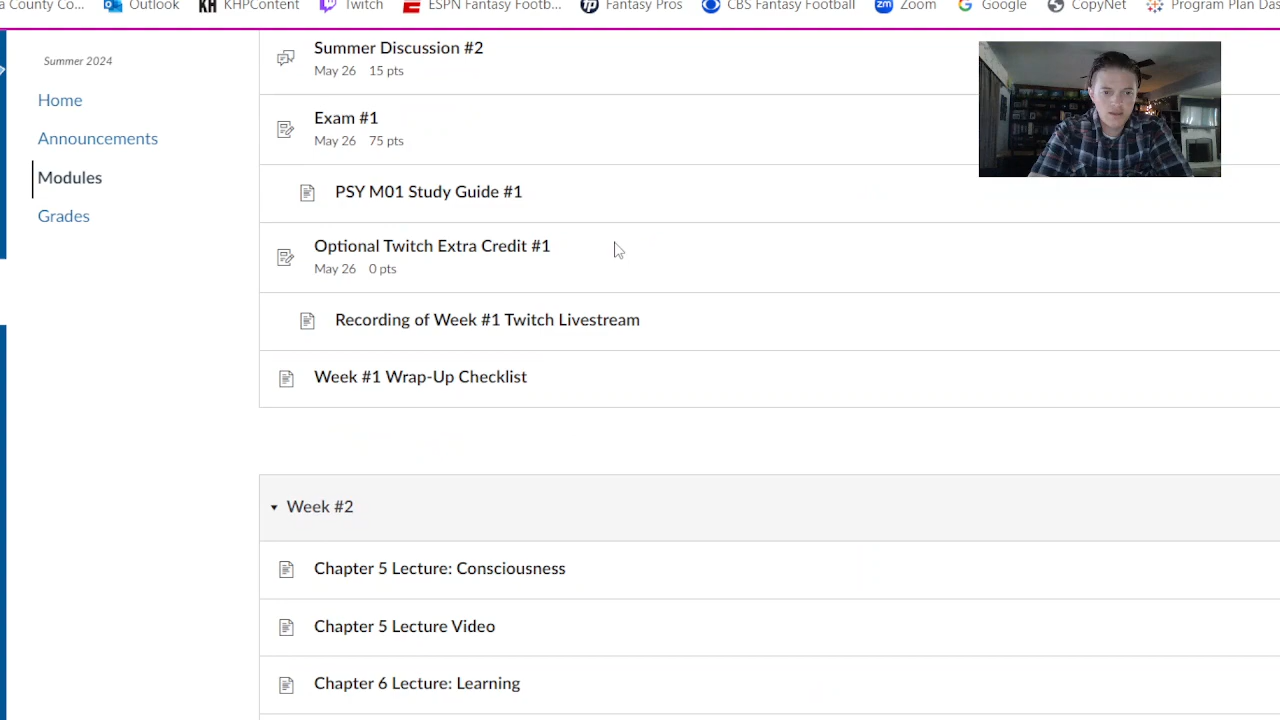 a County Co...
Outlook
KH KHPContent
Twitch
ESPN Fantasy Footb...
fp Fantasy Pros
CBS Fantasy Football
zm Zoom
G Google
CopyNet
Program Plan Das
Summer 2024
Home
Announcements
Modules
Grades
Summer Discussion #2
May 26 15 pts
Exam #1
May 26 75 pts
PSY M01 Study Guide #1
Optional Twitch Extra Credit #1
May 26 0 pts
Recording of Week #1 Twitch Livestream
Week #1 Wrap-Up Checklist
Week #2
Chapter 5 Lecture: Consciousness
Chapter 5 Lecture Video
Chapter 6 Lecture: Learning